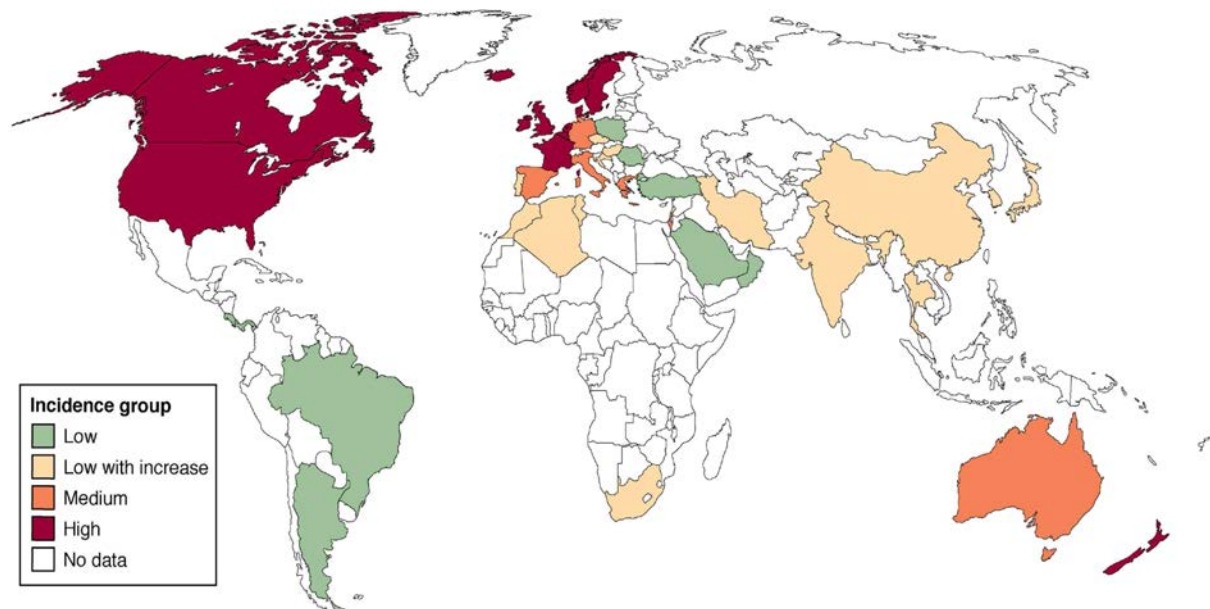 Incidence group
Low
Low with increase
Medium
High
No data